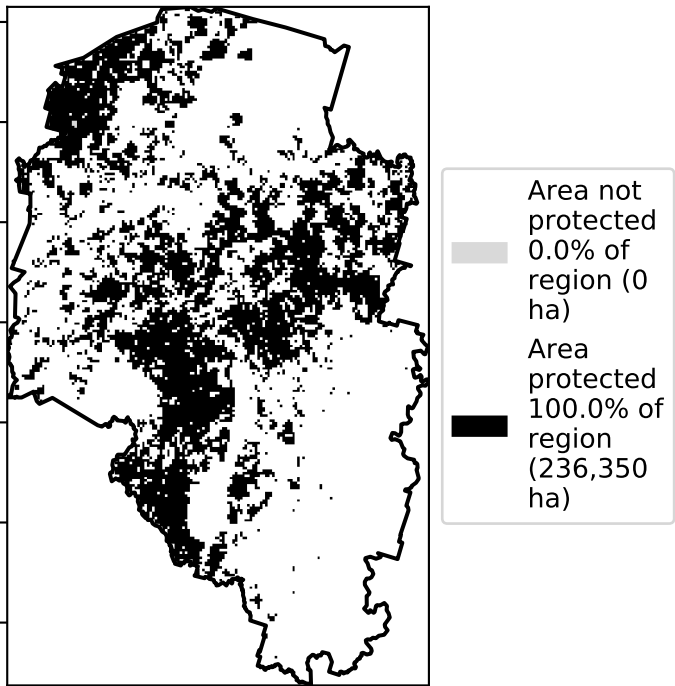 Area not
protected
0.0% of
region (0
ha)
Area
protected
100.0% of
region
(236,350
ha)